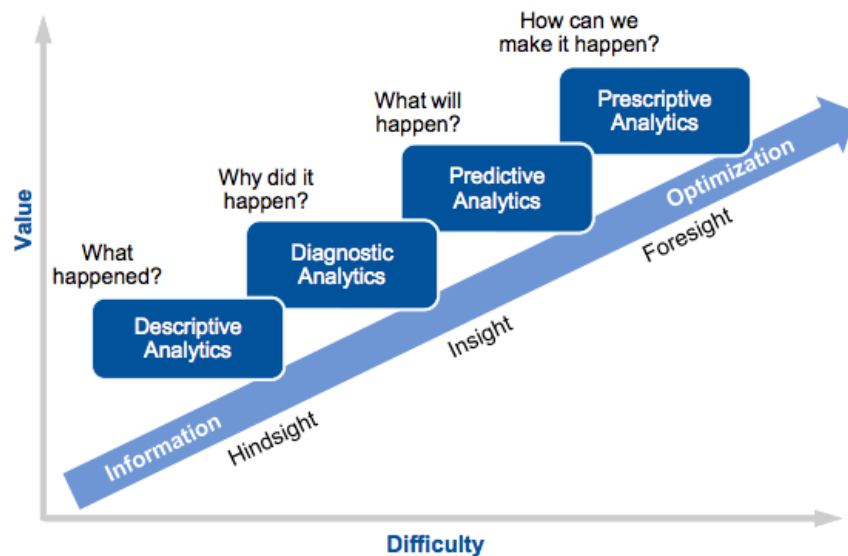 How can we
make it happen?
Prescriptive
Analytics
What will
happen?
Predictive
Analytics
Why did it
happen?
Diagnostic
Analytics
What
happened?
Descriptive
Analytics
Information
Optimization
Hindsight
Insight
Foresight
Value
Difficulty